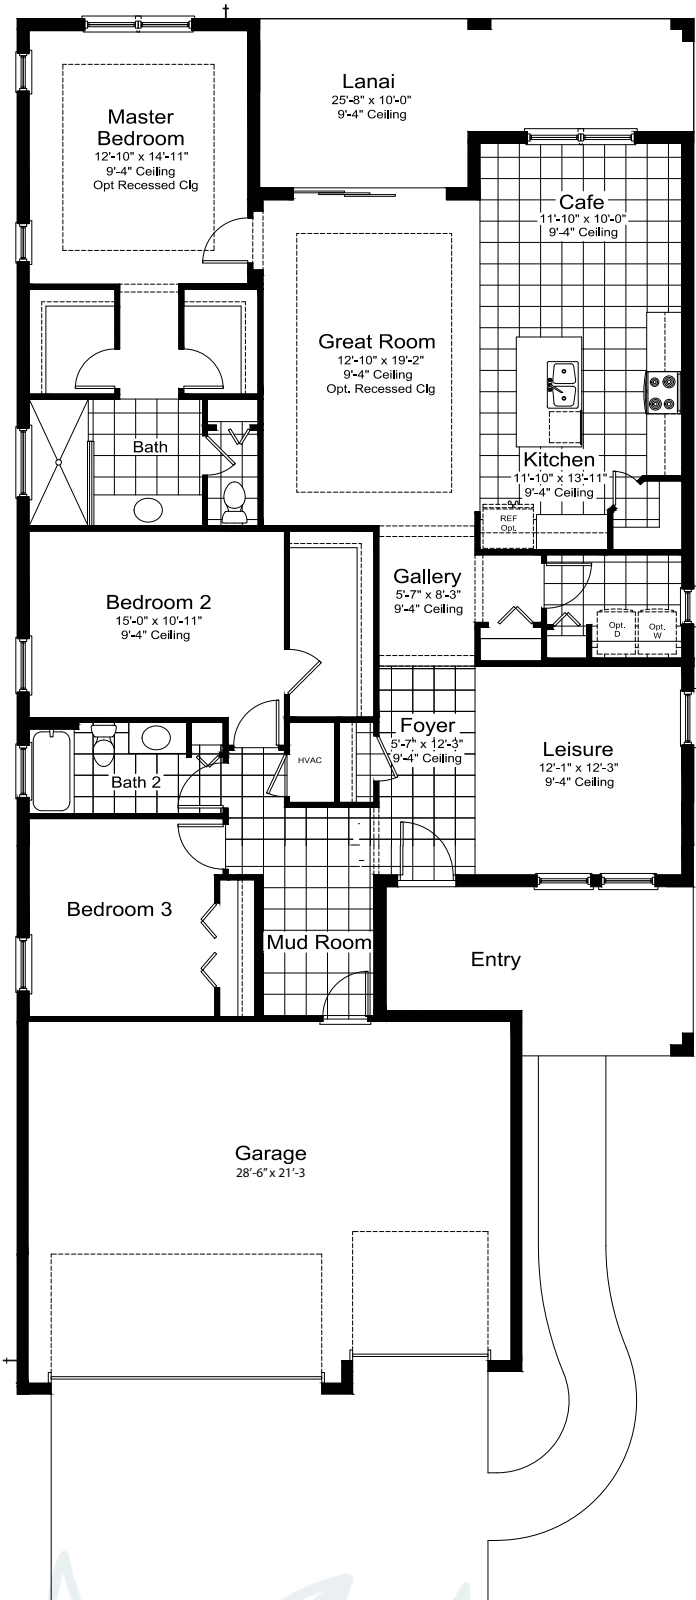 Lanai
25'-8" x 10'-0"
9'-4" Ceiling
Master
Bedroom
12'-10" x 14'-11"
9'-4" Ceiling
Opt Recessed Clg
Cafe
11'-10" x 10'-0"
9'-4" Ceiling
Great Room
12'-10" x 19'-2"
9'-4" Ceiling
Opt. Recessed Clg
Bath
Kitchen
11'-10" x 13'-11"
9'-4" Ceiling
REF
Opt.
Gallery
5'-7" x 8'-3"
9'-4" Ceiling
Bedroom 2
15'-0" x 10'-11"
9'-4" Ceiling
Opt.
D
Opt.
W
Foyer
5'-7" x 12'-3"
9'-4" Ceiling
Leisure
12'-1" x 12'-3"
9'-4" Ceiling
HVAC
Bath 2
Bedroom 3
Mud Room
Entry
Garage
28'-6" x 21'-3